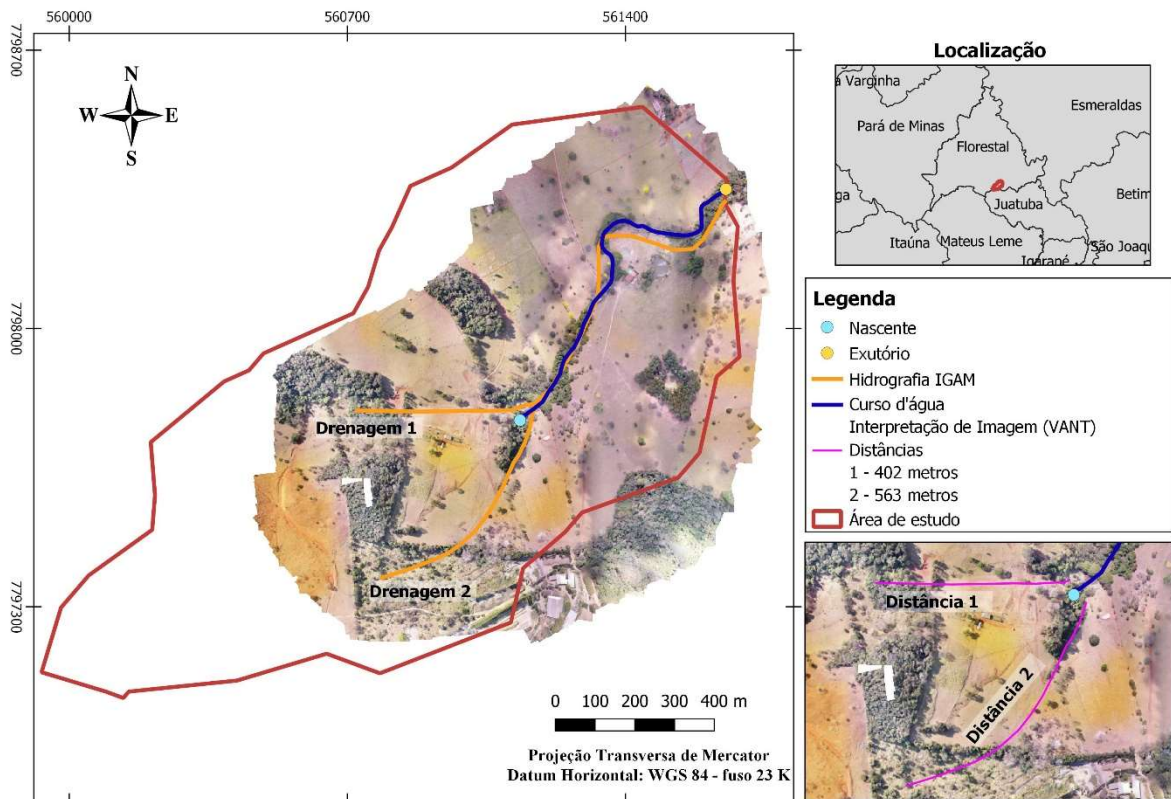 560000
560700
561400
7798700
7798000
7797300
N
W
E
S
Drenagem 1
Drenagem 2
0 100 200 300 400 m
Projeção Transversa de Mercator
Datum Horizontal: WGS 84 - fuso 23 K
Localização
a Varginha
Esmeraldas
Pará de Minas
Florestal
Betim
ga
Juatuba
Itaúna
Mateus Leme
São Joaqu
Igarapé
Legenda
Nascente
Exutório
Hidrografia IGAM
Curso d'água
Interpretação de Imagem (VANT)
Distâncias
1 - 402 metros
2 - 563 metros
Área de estudo
Distância 1
Distância 2